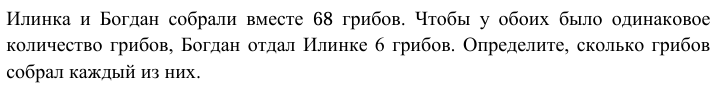 Илинка и Богдан собрали вместе 68 грибов. Чтобы у обоих было одинаковое
количество грибов, Богдан отдал Илинке 6 грибов. Определите, сколько грибов
собрал каждый из них.